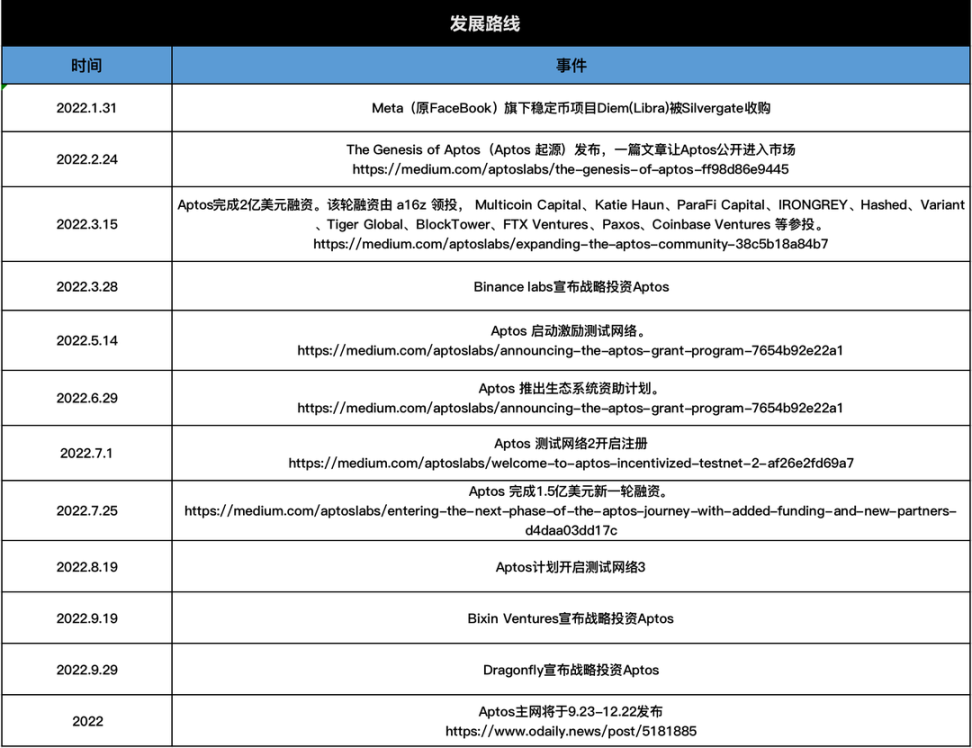 发展路线
时间 事件
2022.1.31 Meta（原FaceBook）旗下稳定币项目Diem(Libra)被Silvergate收购
2022.2.24 The Genesis of Aptos（Aptos 起源）发布，一篇文章让Aptos公开进入市场
https://medium.com/aptoslabs/the-genesis-of-aptos-ff98d86e9445
2022.3.15 Aptos完成2亿美元融资。该轮融资由 a16z 领投， Multicoin Capital、Katie Haun、ParaFi Capital、IRONGREY、Hashed、Variant
、Tiger Global、BlockTower、FTX Ventures、Paxos、Coinbase Ventures 等参投。
https://medium.com/aptoslabs/expanding-the-aptos-community-38c5b18a84b7
2022.3.28 Binance labs宣布战略投资Aptos
2022.5.14 Aptos 启动激励测试网络。
https://medium.com/aptoslabs/announcing-the-aptos-grant-program-7654b92e22a1
2022.6.29 Aptos 推出生态系统资助计划。
https://medium.com/aptoslabs/announcing-the-aptos-grant-program-7654b92e22a1
2022.7.1 Aptos 测试网络2开启注册
https://medium.com/aptoslabs/welcome-to-aptos-incentivized-testnet-2-af26e2fd69a7
2022.7.25 Aptos 完成1.5亿美元新一轮融资。
https://medium.com/aptoslabs/entering-the-next-phase-of-the-aptos-journey-with-added-funding-and-new-partners-
d4daa03dd17c
2022.8.19 Aptos计划开启测试网络3
2022.9.19 Bixin Ventures宣布战略投资Aptos
2022.9.29 Dragonfly宣布战略投资Aptos
2022 Aptos主网将于9.23-12.22发布
https://www.odaily.news/post/5181885